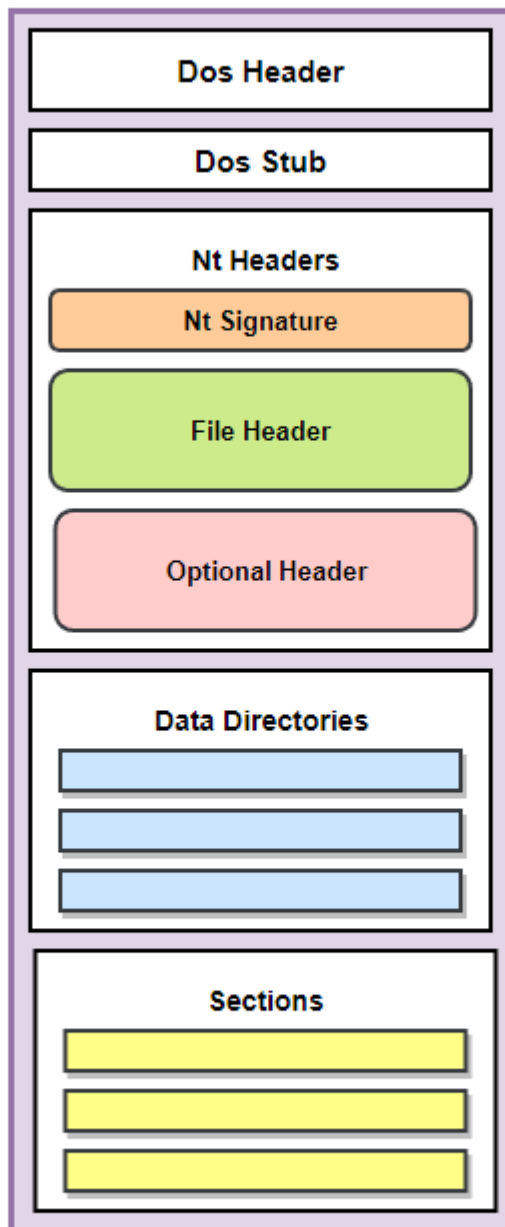 Dos Header
Dos Stub
Nt Headers
Nt Signature
File Header
Optional Header
Data Directories
Sections